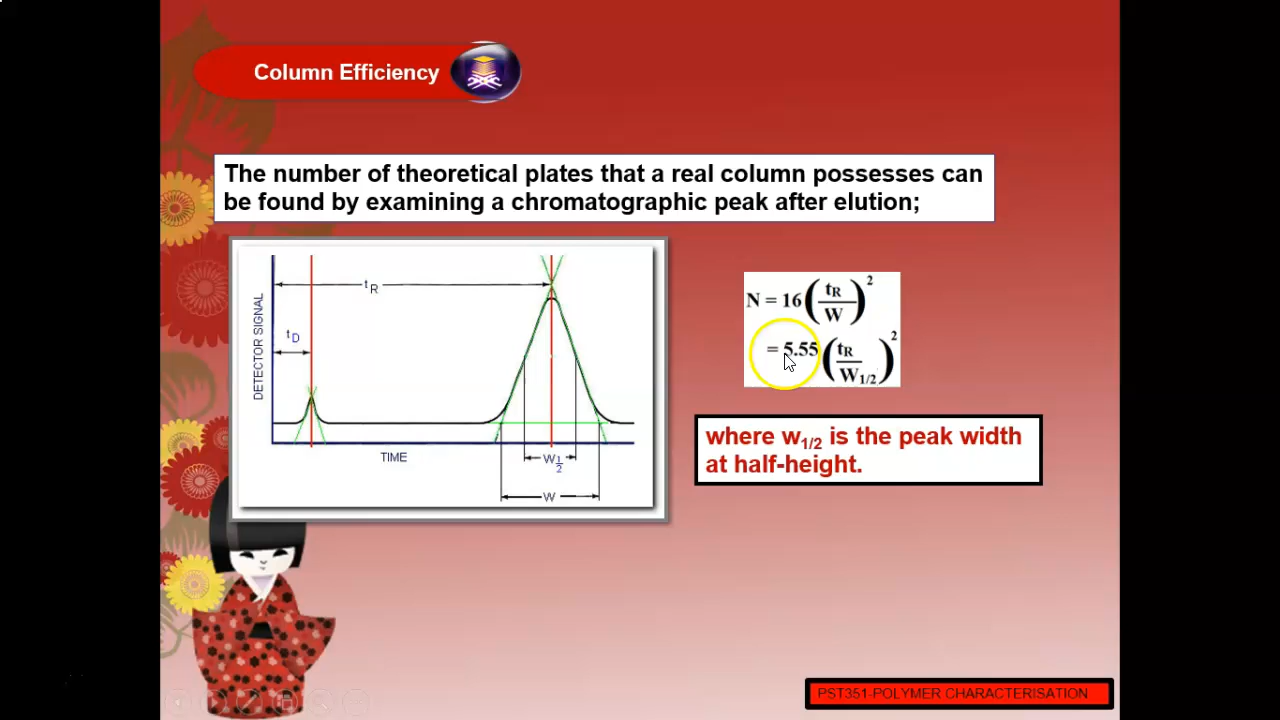 Column Efficiency
The number of theoretical plates that a real column possesses can
be found by examining a chromatographic peak after elution;
tR
tD
DETECTOR SIGNAL
TIME
W1/2
W
N = 16 (tR/W)²
= 5.55 (tR/W1/2)²
where w1/2 is the peak width
at half-height.
PST351-POLYMER CHARACTERISATION